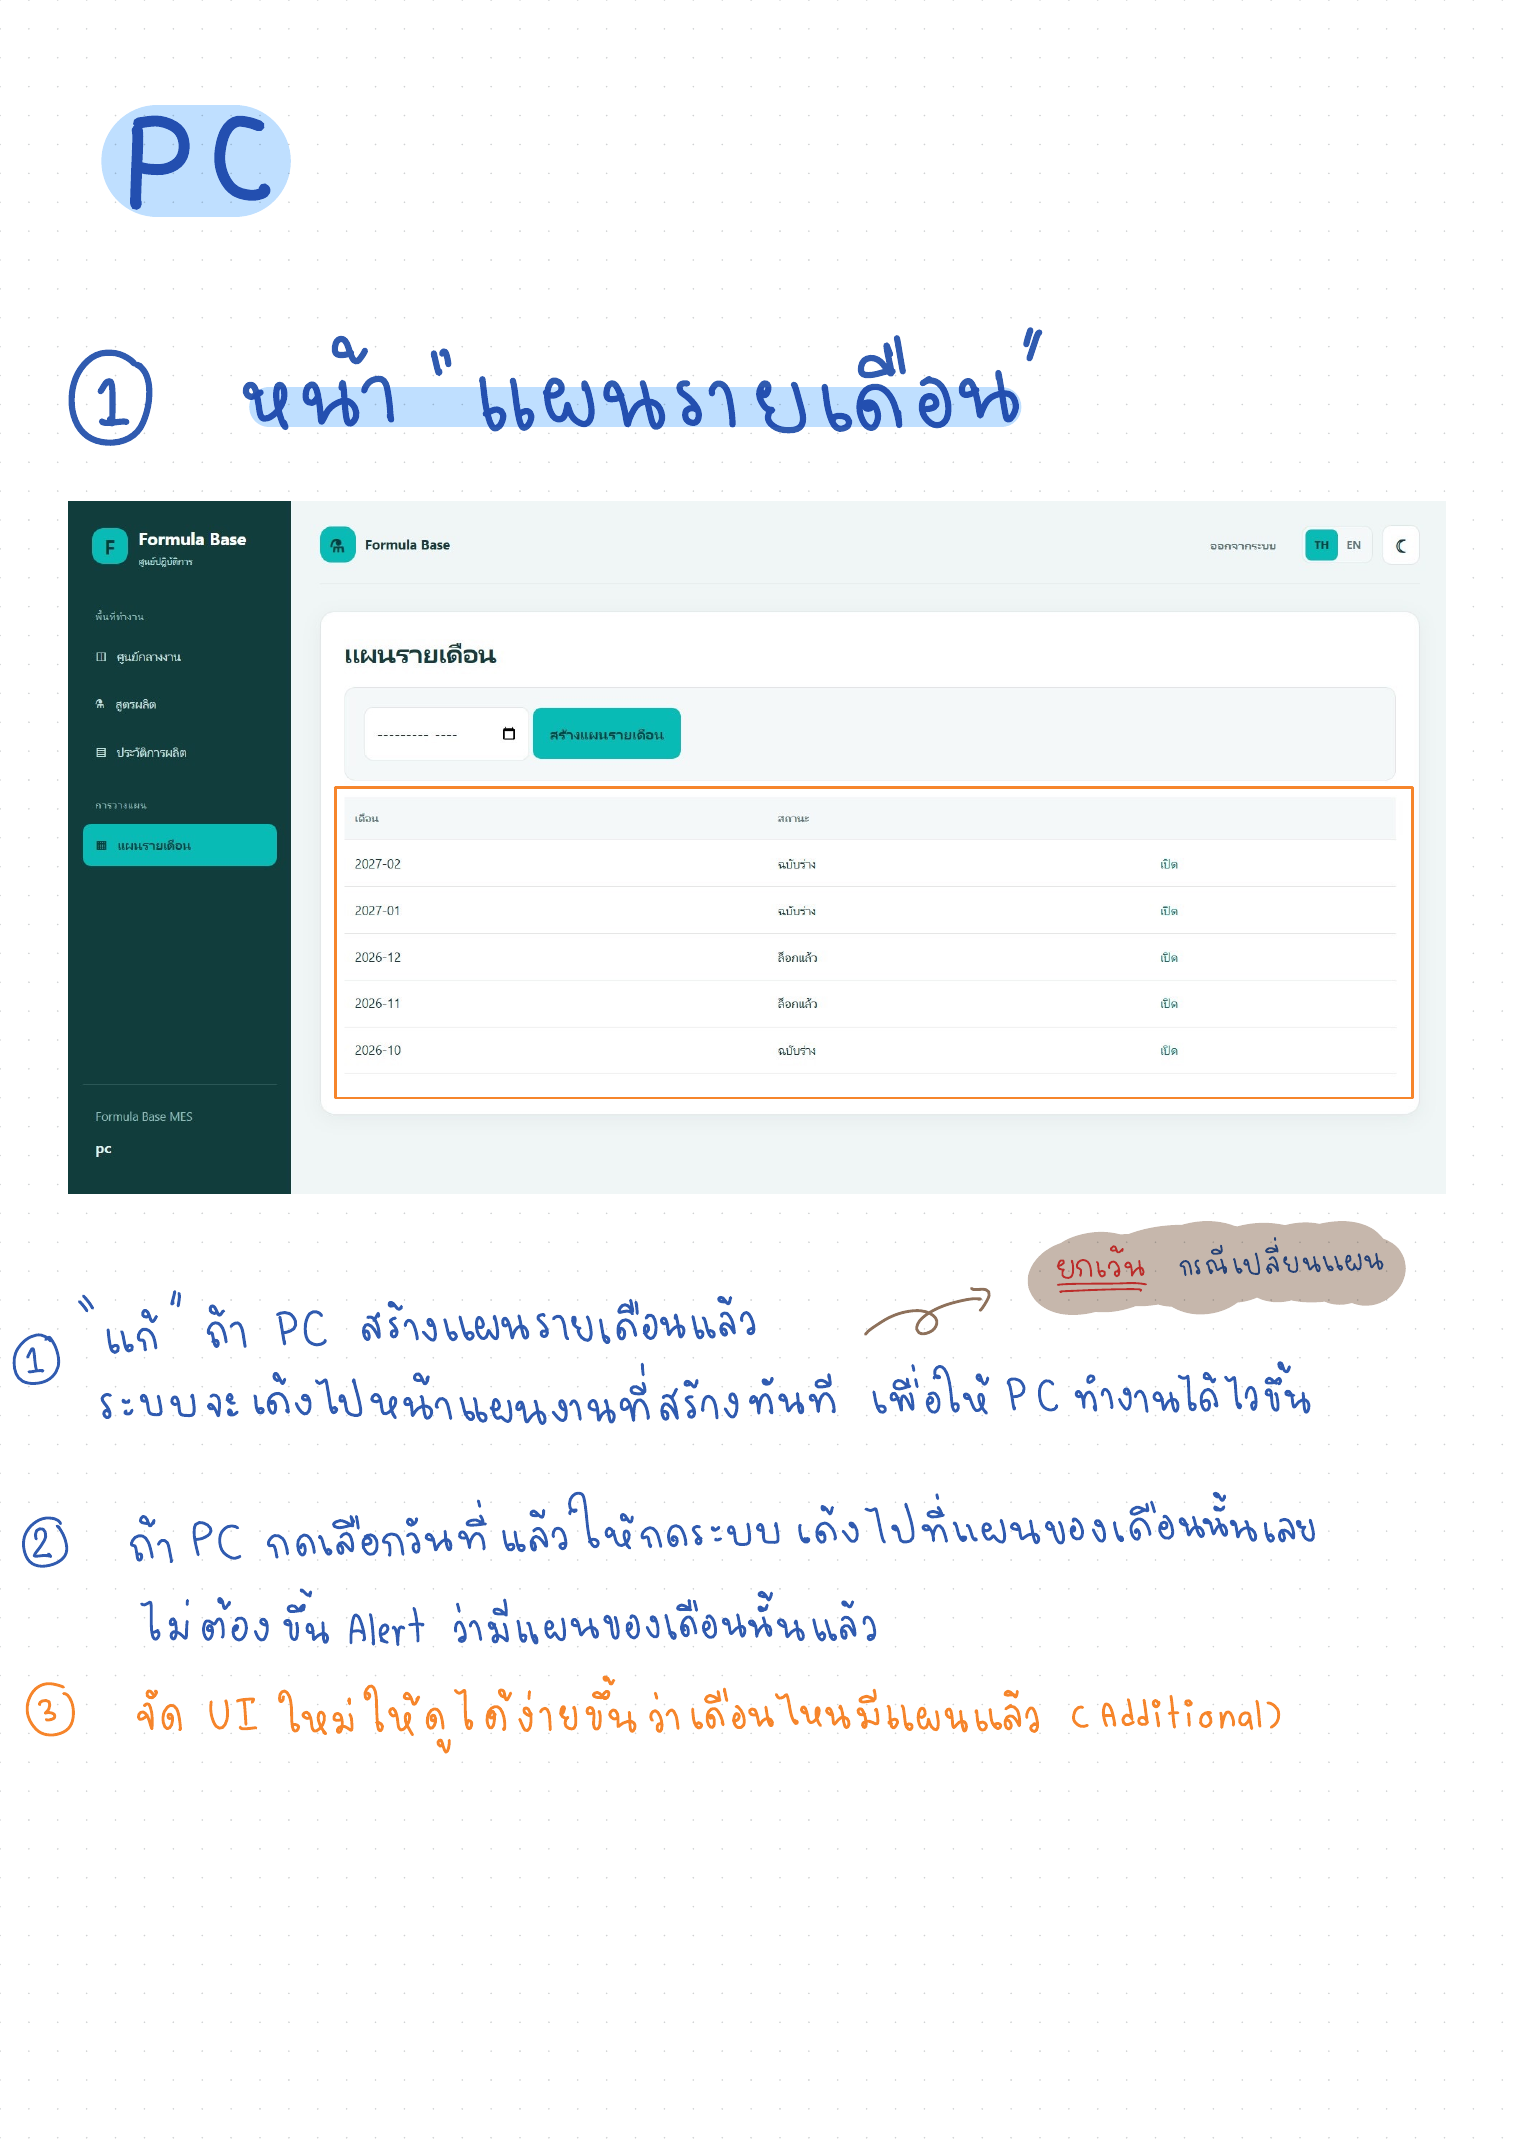 PC
1 หน้า "แผนรายเดือน"
F Formula Base
ศูนย์ปฏิบัติการ
Formula Base
ออกจากระบบ TH EN
พื้นที่ทำงาน
ศูนย์กลางงาน
สูตรผลิต
ประวัติการผลิต
การวางแผน
แผนรายเดือน
Formula Base MES
pc
แผนรายเดือน
--------- ---- สร้างแผนรายเดือน
เดือน สถานะ
2027-02 ฉบับร่าง เปิด
2027-01 ฉบับร่าง เปิด
2026-12 ล็อกแล้ว เปิด
2026-11 ล็อกแล้ว เปิด
2026-10 ฉบับร่าง เปิด
ยกเว้น กรณีเปลี่ยนแผน
1 "แก้" ถ้า PC สร้างแผนรายเดือนแล้ว
ระบบจะเด้งไปหน้าแผนงานที่สร้างทันที เพื่อให้ PC ทำงานได้ไวขึ้น
2 ถ้า PC กดเลือกวันที่ แล้วให้กดระบบ เด้งไปที่แผนของเดือนนั้นเลย
ไม่ต้องขึ้น Alert ว่ามีแผนของเดือนนั้นแล้ว
3 จัด UI ใหม่ให้ดูได้ง่ายขึ้น ว่าเดือนไหนมีแผนแล้ว (Additional)